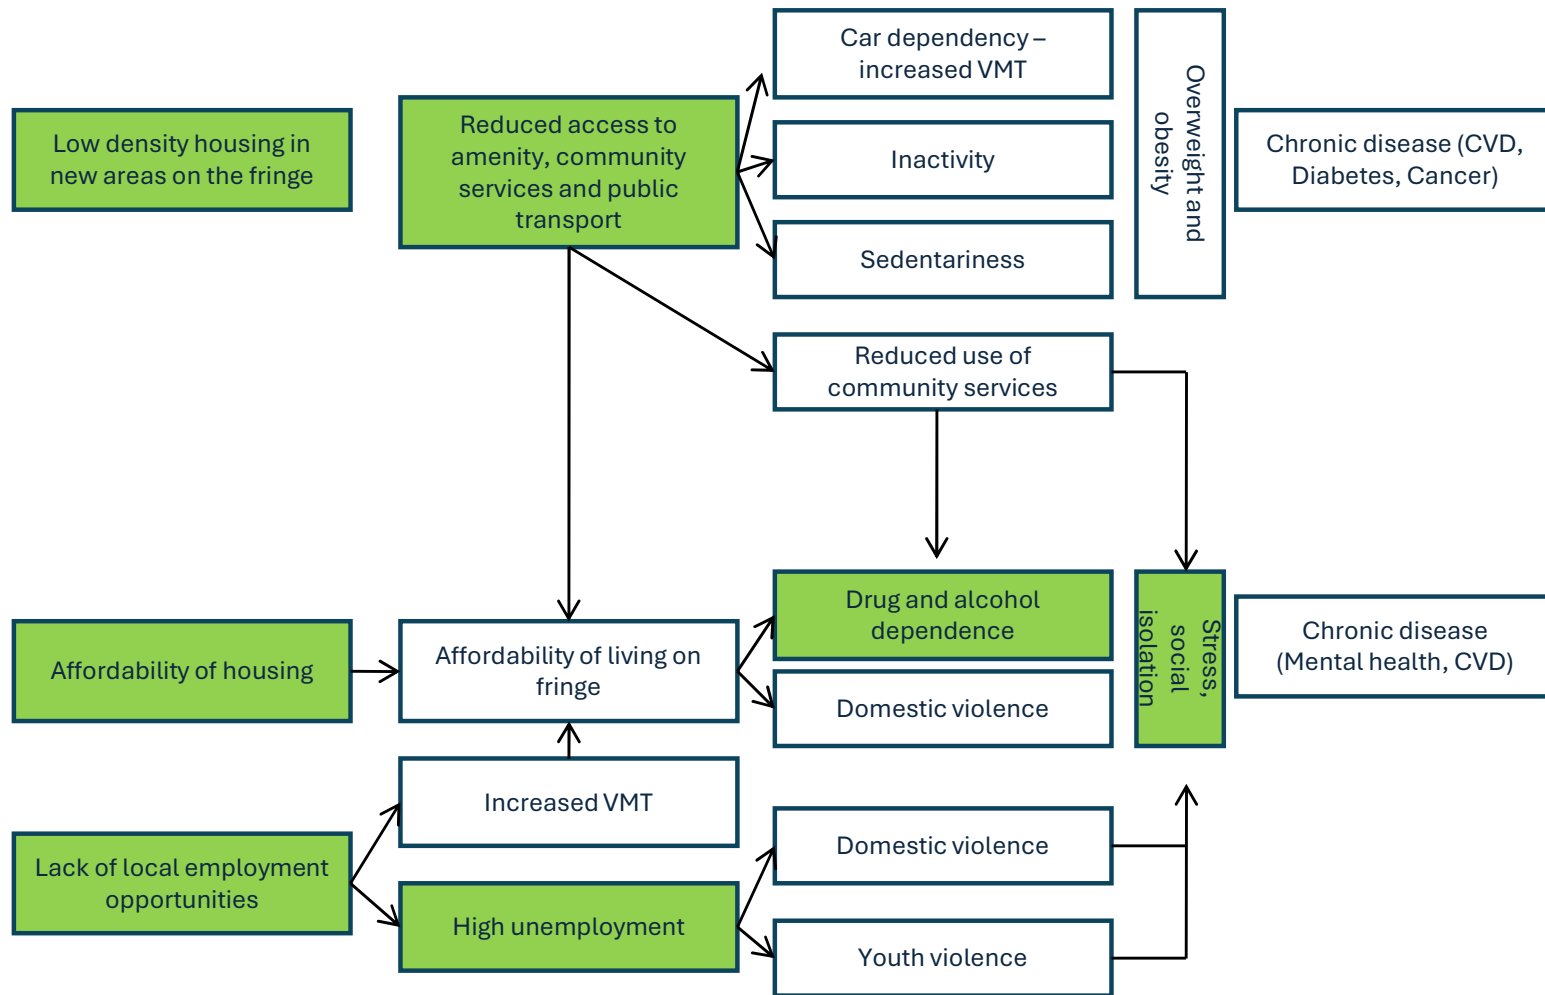 Low density housing in
new areas on the fringe
Reduced access to
amenity, community
services and public
transport
Car dependency –
increased VMT
Inactivity
Sedentariness
Overweight and
obesity
Chronic disease (CVD,
Diabetes, Cancer)
Reduced use of
community services
Affordability of housing
Affordability of living on
fringe
Drug and alcohol
dependence
Domestic violence
Stress,
social
isolation
Chronic disease
(Mental health, CVD)
Lack of local employment
opportunities
Increased VMT
High unemployment
Domestic violence
Youth violence